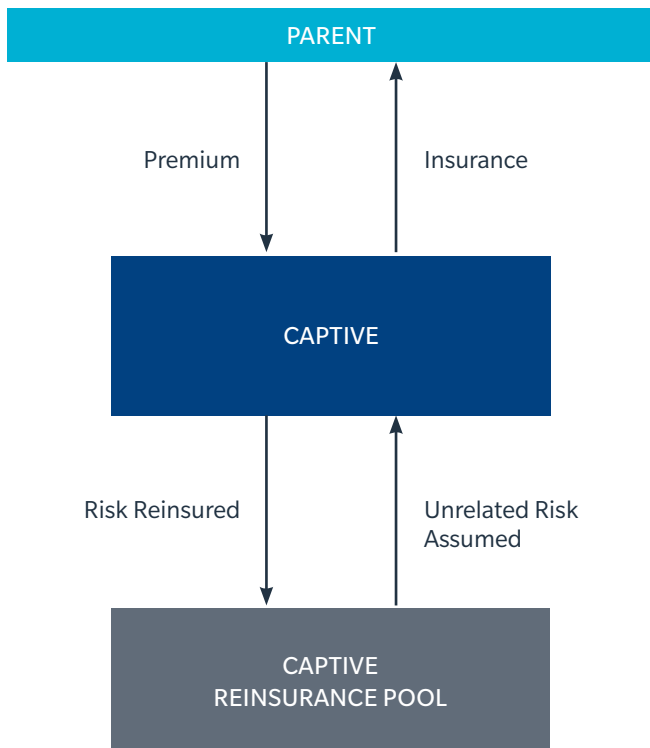 PARENT
Premium
Insurance
CAPTIVE
Risk Reinsured
Unrelated Risk
Assumed
CAPTIVE
REINSURANCE POOL